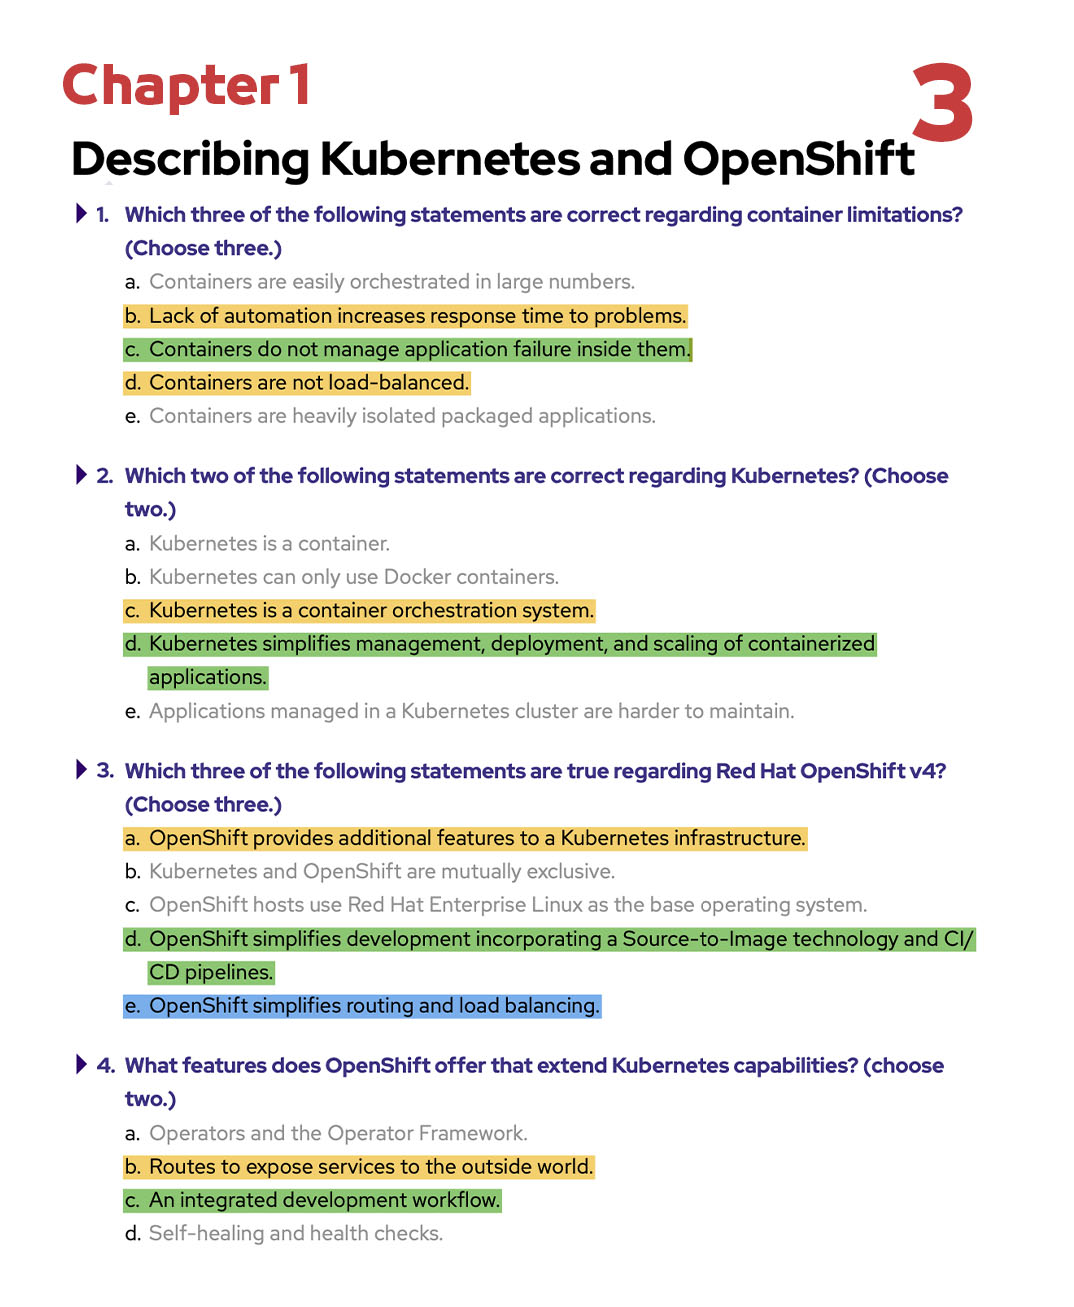 Chapter 1
3
Describing Kubernetes and OpenShift
1. Which three of the following statements are correct regarding container limitations?
(Choose three.)
a. Containers are easily orchestrated in large numbers.
b. Lack of automation increases response time to problems.
c. Containers do not manage application failure inside them.
d. Containers are not load-balanced.
e. Containers are heavily isolated packaged applications.
2. Which two of the following statements are correct regarding Kubernetes? (Choose
two.)
a. Kubernetes is a container.
b. Kubernetes can only use Docker containers.
c. Kubernetes is a container orchestration system.
d. Kubernetes simplifies management, deployment, and scaling of containerized
applications.
e. Applications managed in a Kubernetes cluster are harder to maintain.
3. Which three of the following statements are true regarding Red Hat OpenShift v4?
(Choose three.)
a. OpenShift provides additional features to a Kubernetes infrastructure.
b. Kubernetes and OpenShift are mutually exclusive.
c. OpenShift hosts use Red Hat Enterprise Linux as the base operating system.
d. OpenShift simplifies development incorporating a Source-to-Image technology and CI/
CD pipelines.
e. OpenShift simplifies routing and load balancing.
4. What features does OpenShift offer that extend Kubernetes capabilities? (choose
two.)
a. Operators and the Operator Framework.
b. Routes to expose services to the outside world.
c. An integrated development workflow.
d. Self-healing and health checks.